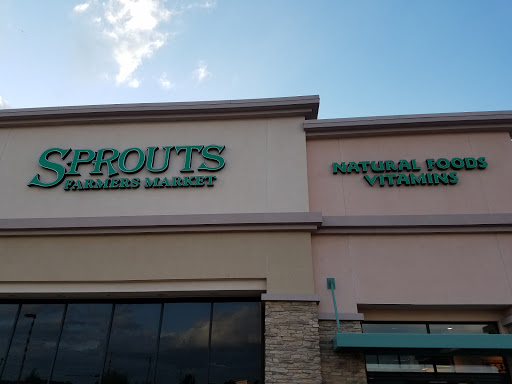 SPROUTS
FARMERS MARKET
NATURAL FOODS
VITAMINS